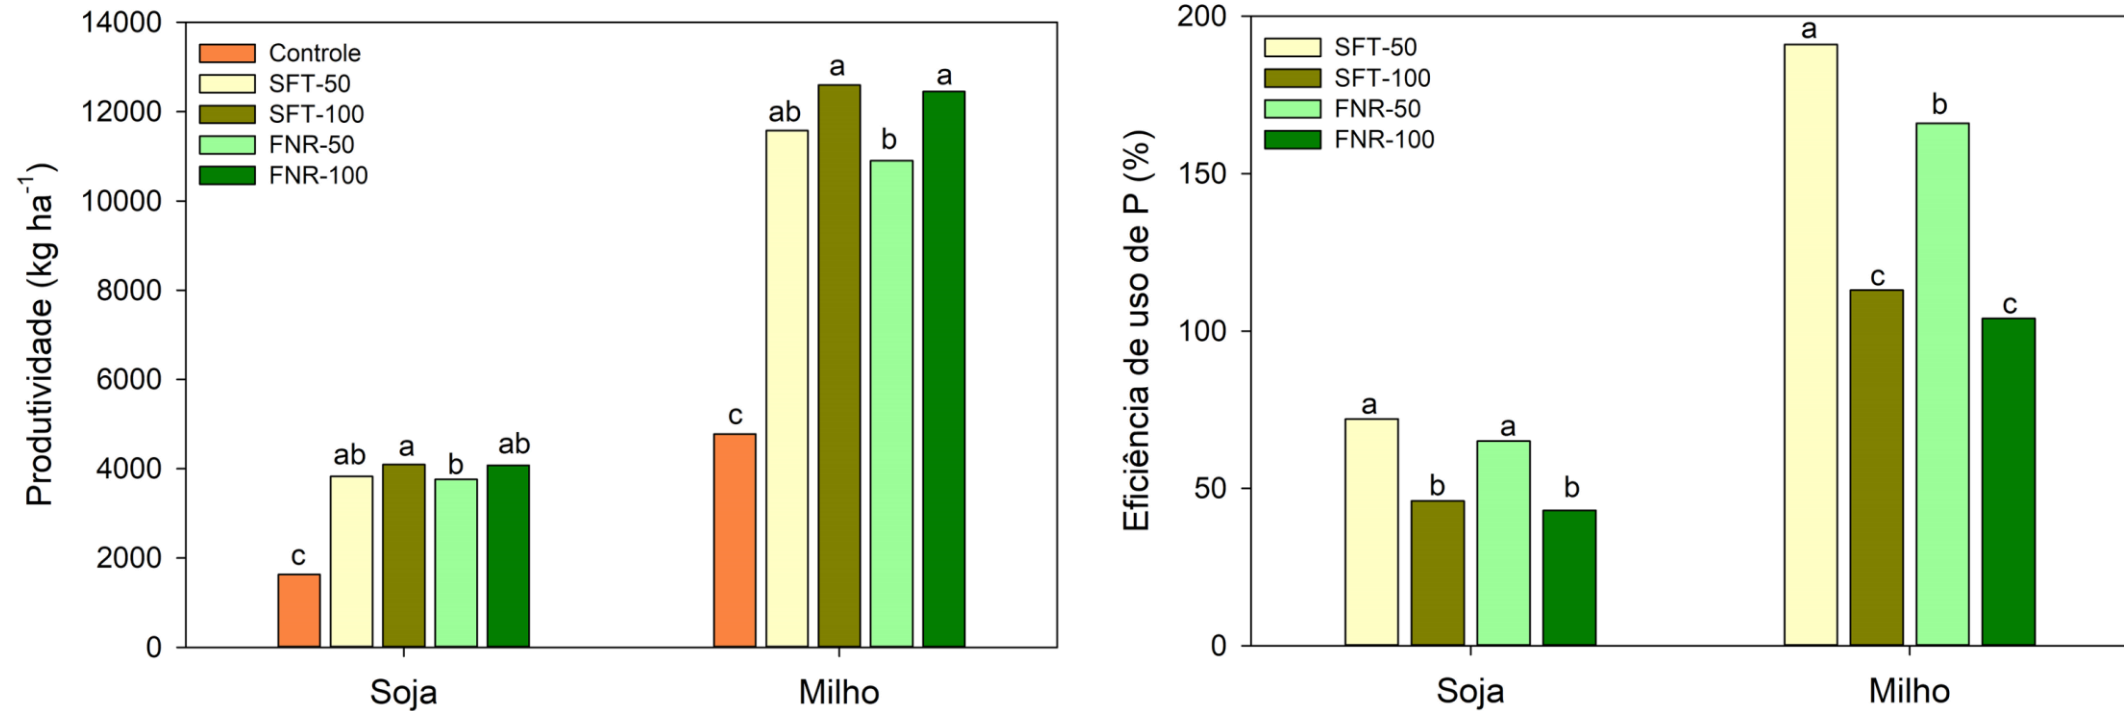 Produtividade (kg ha-1)
14000
12000
10000
8000
6000
4000
2000
0
Controle
SFT-50
SFT-100
FNR-50
FNR-100
c
ab
a
b
ab
c
ab
a
b
a
Soja
Milho
Eficiência de uso de P (%)
200
150
100
50
0
SFT-50
SFT-100
FNR-50
FNR-100
a
b
a
b
a
c
b
c
Soja
Milho